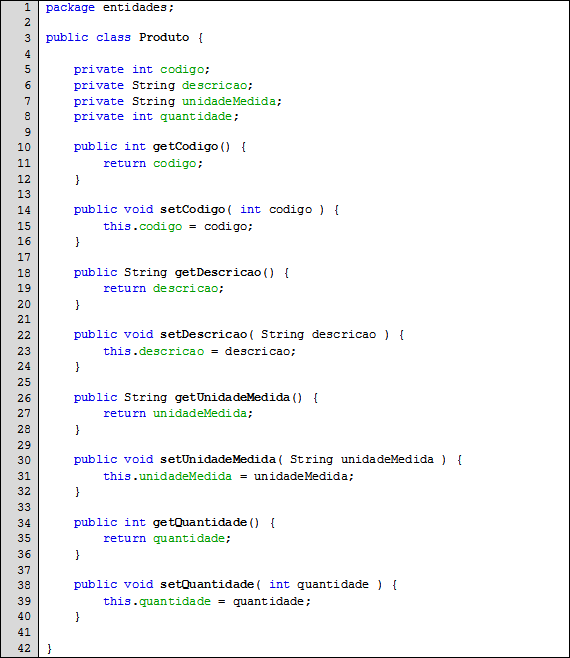 1 package entidades;
2
3 public class Produto {
4
5     private int codigo;
6     private String descricao;
7     private String unidadeMedida;
8     private int quantidade;
9
10     public int getCodigo() {
11         return codigo;
12     }
13
14     public void setCodigo( int codigo ) {
15         this.codigo = codigo;
16     }
17
18     public String getDescricao() {
19         return descricao;
20     }
21
22     public void setDescricao( String descricao ) {
23         this.descricao = descricao;
24     }
25
26     public String getUnidadeMedida() {
27         return unidadeMedida;
28     }
29
30     public void setUnidadeMedida( String unidadeMedida ) {
31         this.unidadeMedida = unidadeMedida;
32     }
33
34     public int getQuantidade() {
35         return quantidade;
36     }
37
38     public void setQuantidade( int quantidade ) {
39         this.quantidade = quantidade;
40     }
41
42 }